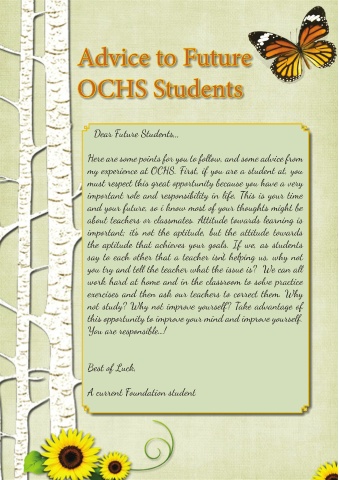 Advice to Future
OCHS Students
Dear Future Students...
Here are some points for you to follow, and some advice from
my experience at OCHS. First, if you are a student at, you
must respect this great opportunity because you have a very
important role and responsibility in life. This is your time
and your future, so i know most of your thoughts might be
about teachers or classmates. Attitude towards learning is
important; it's not the aptitude, but the attitude towards
the aptitude that achieves your goals. If we, as students
say to each other that a teacher isn't helping us, why not
you try and tell the teacher what the issue is? We can all
work hard at home and in the classroom to solve practice
exercises and then ask our teachers to correct them. Why
not study? Why not improve yourself? Take advantage of
this opportunity to improve your mind and improve yourself.
You are responsible...!
Best of Luck,
A current Foundation student